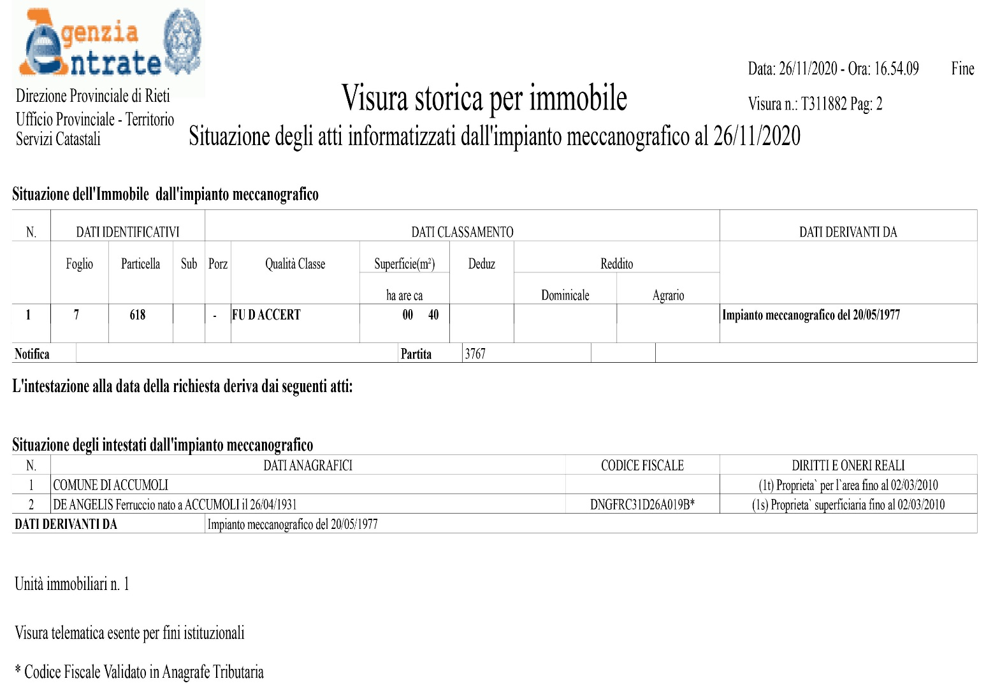 Agenzia
Entrate
Direzione Provinciale di Rieti
Ufficio Provinciale - Territorio
Servizi Catastali
Visura storica per immobile
Situazione degli atti informatizzati dall'impianto meccanografico al 26/11/2020
Data: 26/11/2020 - Ora: 16.54.09 Fine
Visura n.: T311882 Pag: 2
Situazione dell'Immobile dall'impianto meccanografico
N. DATI IDENTIFICATIVI DATI CLASSAMENTO DATI DERIVANTI DA
Foglio Particella Sub Porz Qualità Classe Superficie(m²) Deduz Reddito
ha are ca Dominicale Agrario
1 7 618 - FU D ACCERT 00 40 Impianto meccanografico del 20/05/1977
Notifica Partita 3767
L'intestazione alla data della richiesta deriva dai seguenti atti:
Situazione degli intestati dall'impianto meccanografico
N. DATI ANAGRAFICI CODICE FISCALE DIRITTI E ONERI REALI
1 COMUNE DI ACCUMOLI (1t) Proprieta` per l`area fino al 02/03/2010
2 DE ANGELIS Ferruccio nato a ACCUMOLI il 26/04/1931 DNGFRC31D26A019B* (1s) Proprieta` superficiaria fino al 02/03/2010
DATI DERIVANTI DA Impianto meccanografico del 20/05/1977
Unità immobiliari n. 1
Visura telematica esente per fini istituzionali
* Codice Fiscale Validato in Anagrafe Tributaria